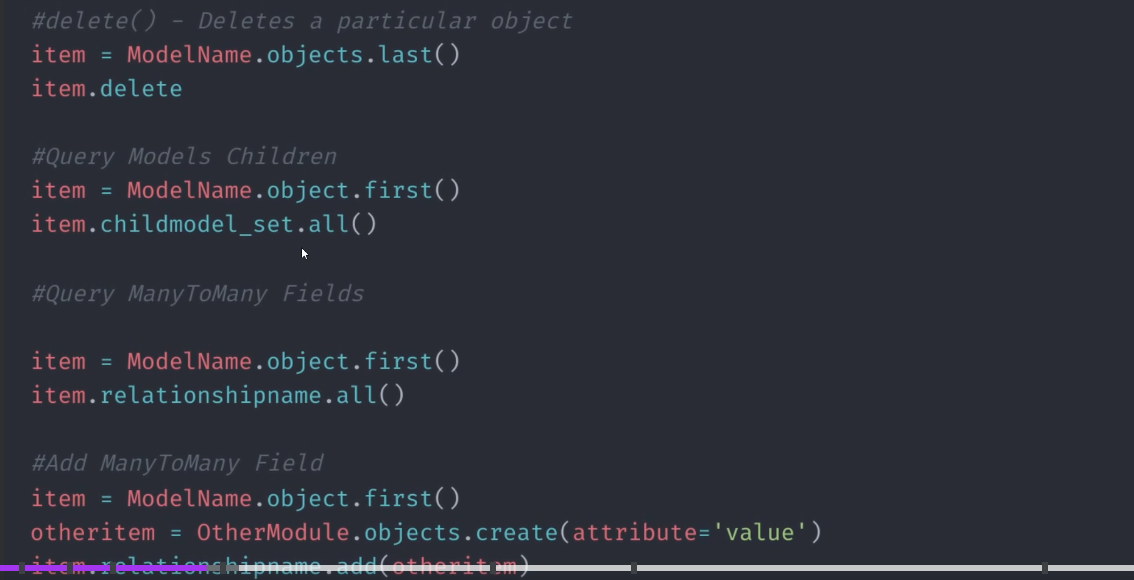 #delete() - Deletes a particular object
item = ModelName.objects.last()
item.delete
#Query Models Children
item = ModelName.object.first()
item.childmodel_set.all()
#Query ManyToMany Fields
item = ModelName.object.first()
item.relationshipname.all()
#Add ManyToMany Field
item = ModelName.object.first()
otheritem = OtherModule.objects.create(attribute='value')
item.relationshipname.add(otheritem)